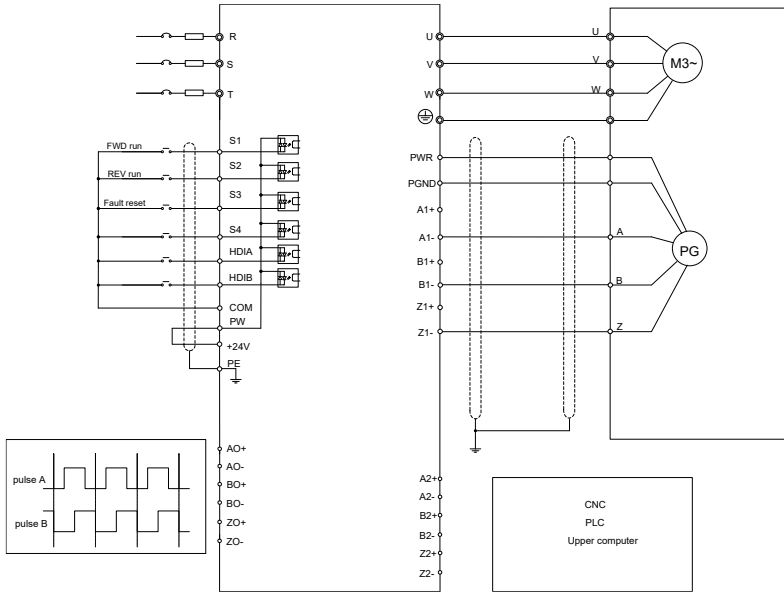 R
S
T
U
V
W
U
V
W
M3~
FWD run
REV run
Fault reset
S1
S2
S3
S4
HDIA
HDIB
COM
PW
+24V
PE
PWR
PGND
A1+
A1-
B1+
B1-
Z1+
Z1-
A
B
Z
PG
pulse A
pulse B
AO+
AO-
BO+
BO-
ZO+
ZO-
A2+
A2-
B2+
B2-
Z2+
Z2-
CNC
PLC
Upper computer